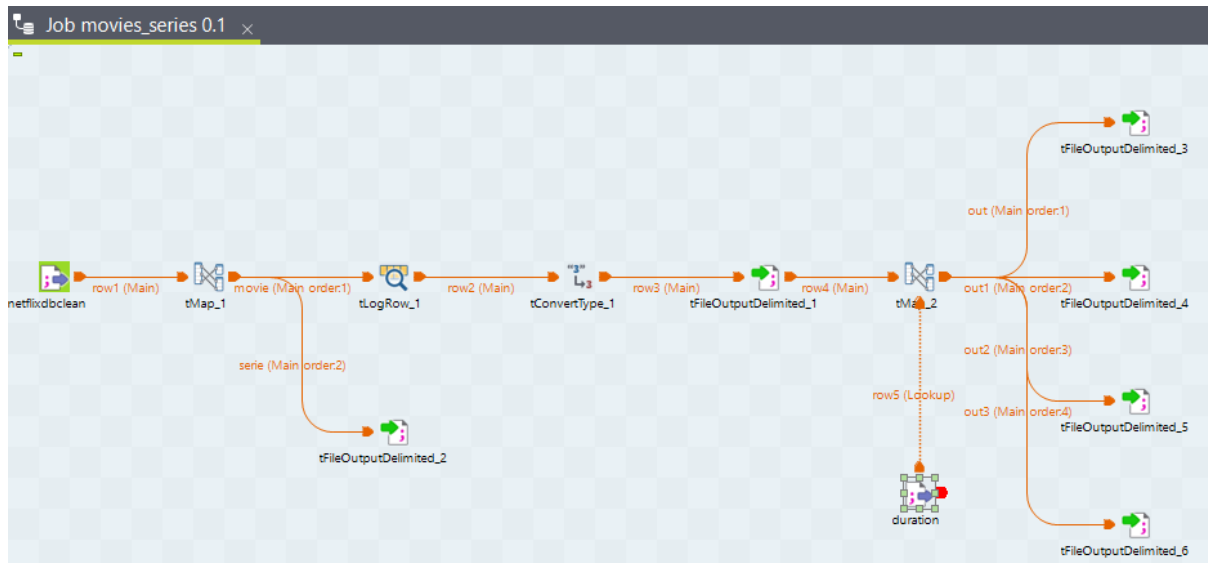 Job movies_series 0.1
tFileOutputDelimited_3
out (Main order:1)
netflixdbclean
row1 (Main)
tMap_1
movie (Main order:1)
tLogRow_1
row2 (Main)
"3"
3
tConvertType_1
row3 (Main)
tFileOutputDelimited_1
row4 (Main)
tMap_2
out1 (Main order:2)
tFileOutputDelimited_4
serie (Main order:2)
out2 (Main order:3)
row5 (Lookup)
out3 (Main order:4)
tFileOutputDelimited_5
tFileOutputDelimited_2
duration
tFileOutputDelimited_6